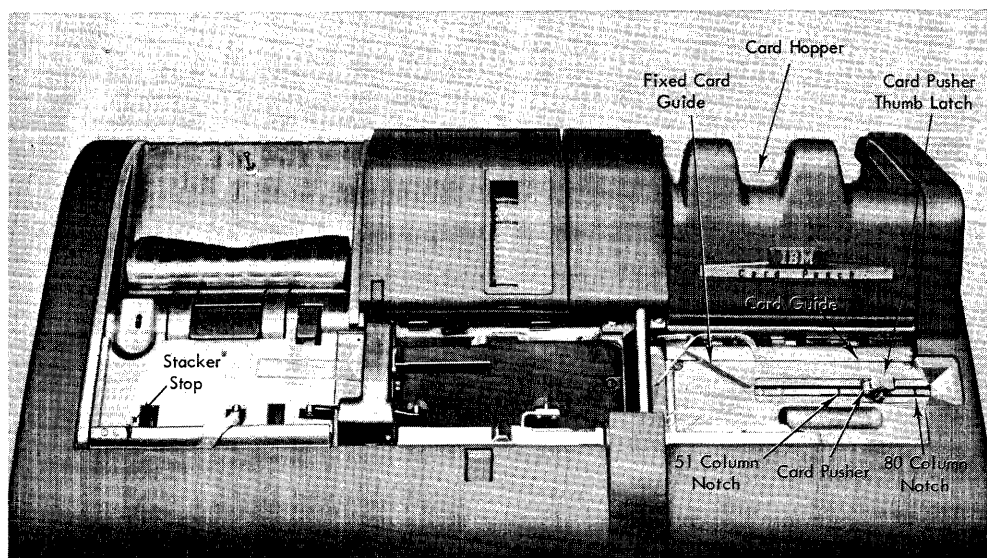 Card Hopper
Fixed Card
Guide
Card Pusher
Thumb Latch
IBM
Card Punch
Card Guide
Stacker
Stop
51 Column
Notch
Card Pusher
80 Column
Notch